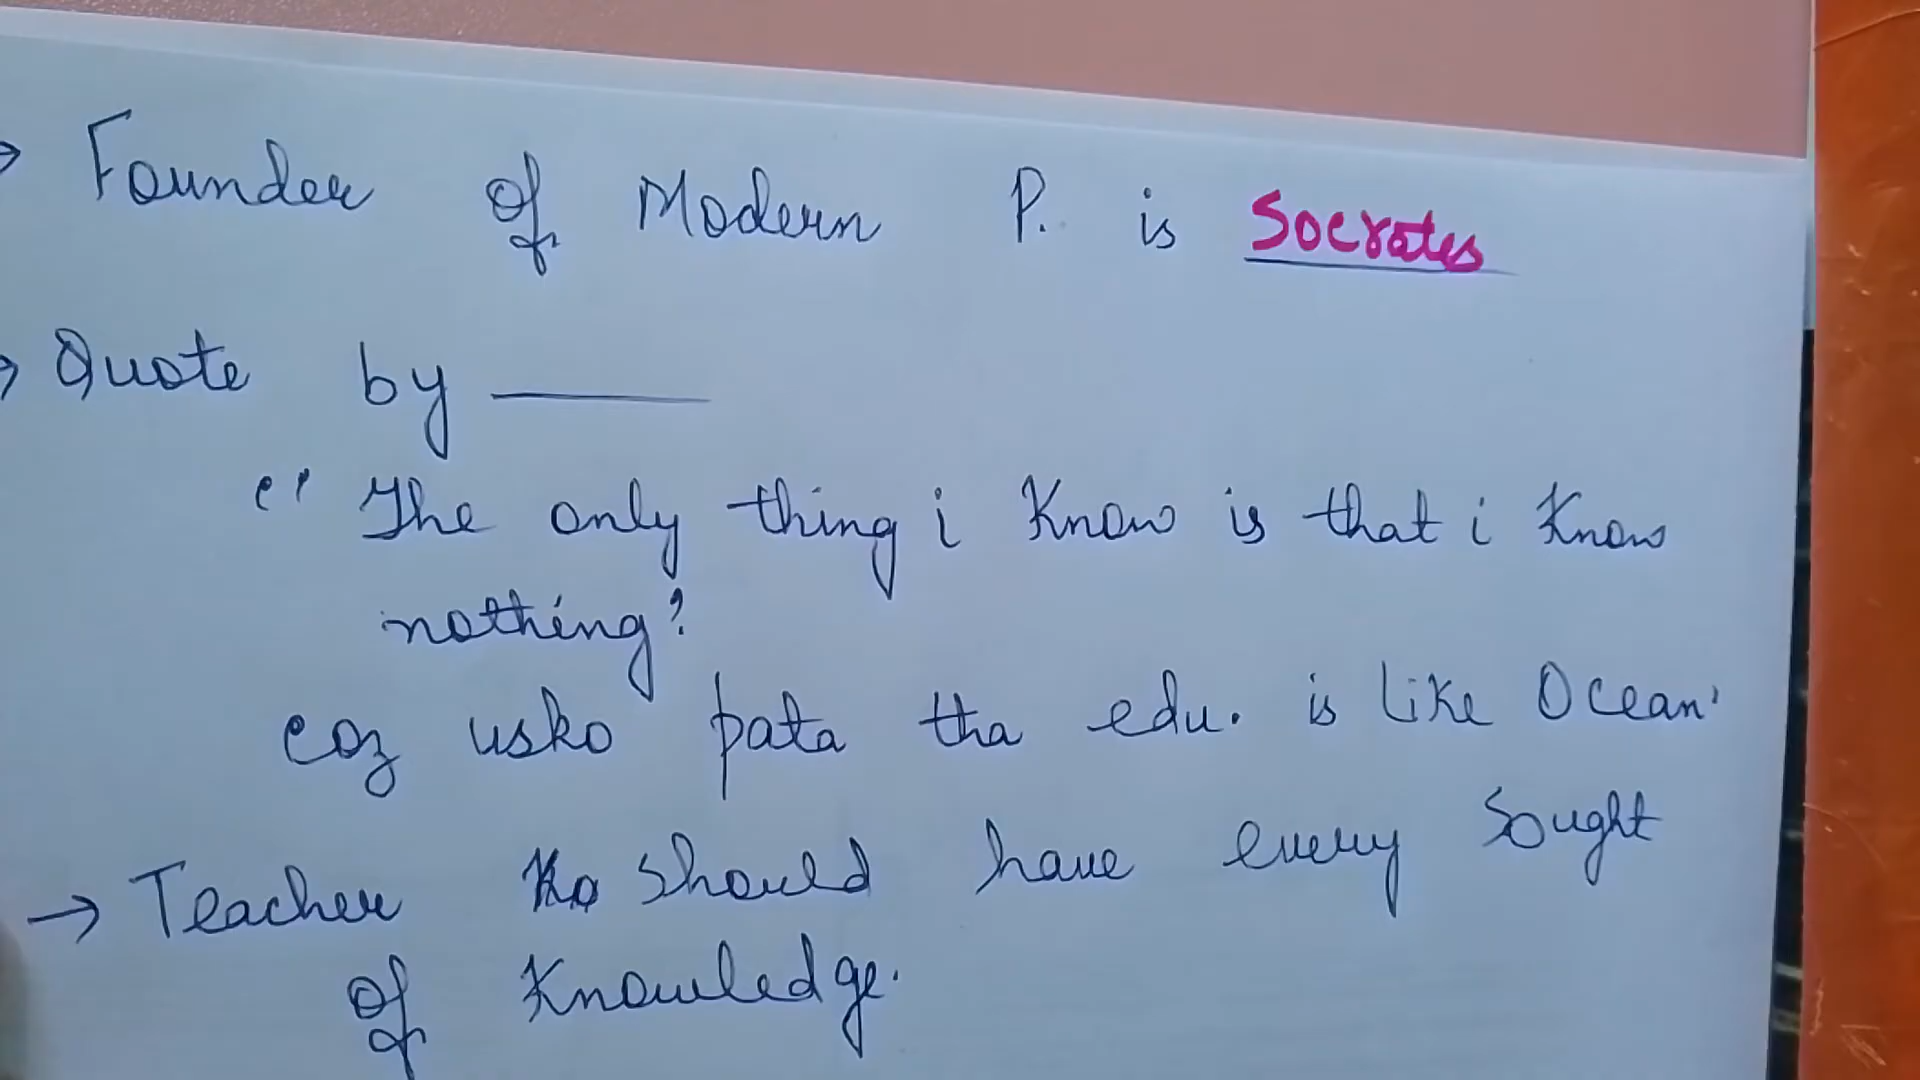 → Founder of Modern P. is Socrates
→ Quote by ———
" The only thing i Know is that i Know
nothing"
coz usko pata tha edu. is like Ocean'
→ Teacher Ko should have every Sought
of Knowledge.